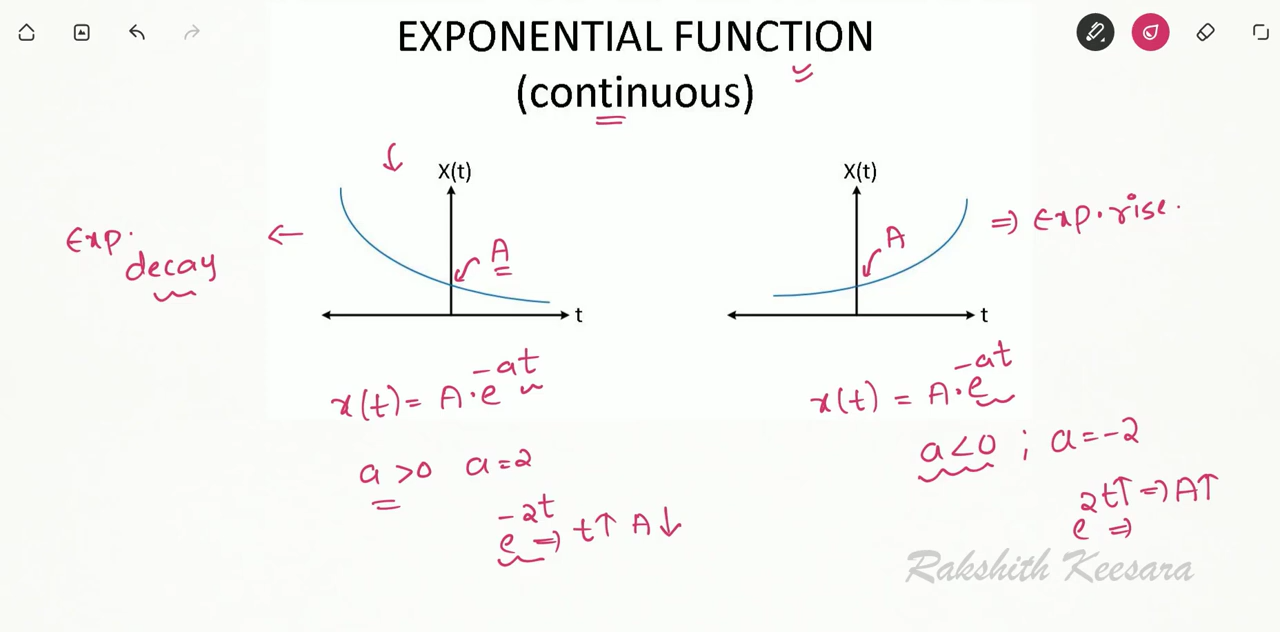 EXPONENTIAL FUNCTION
(continuous)
X(t)
A
t
Exp.
decay
x(t) = A·e^-at
a >0 a=2
e^-2t ⇒ t↑ A↓
X(t)
A
t
⇒ Exp. rise.
x(t) = A·e^-at
a<0 ; a=-2
e^2t↑ ⇒ A↑
⇒
Rakshith Keesara